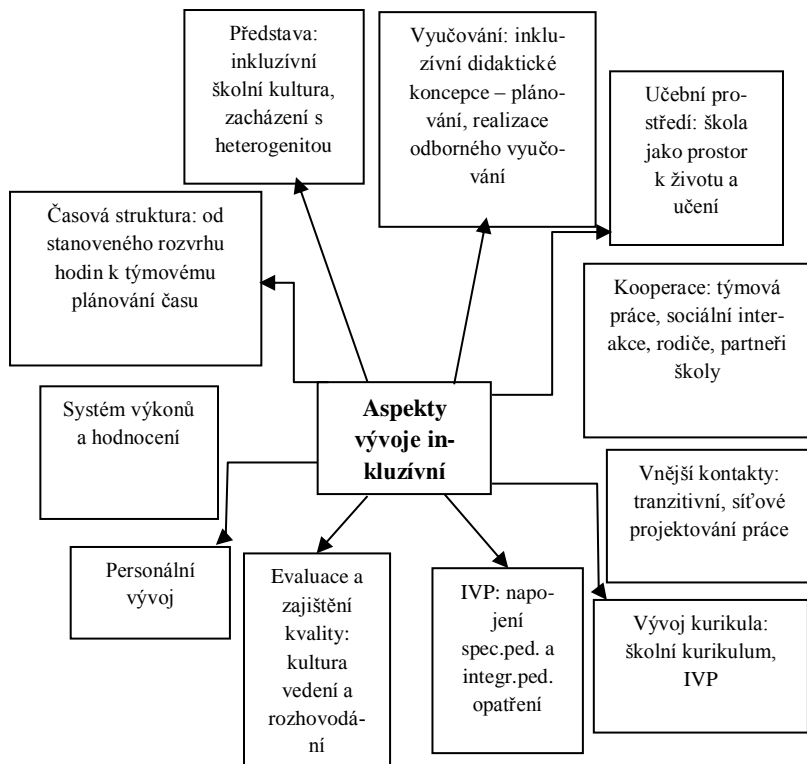 Představa:
inkluzívní
školní kultura,
zacházení s
heterogenitou
Vyučování: inklu-
zívní didaktické
koncepce – pláno-
vání, realizace
odborného vyučo-
vání
Učební pro-
středí: škola
jako prostor
k životu a
učení
Časová struktura: od
stanoveného rozvrhu
hodin k týmovému
plánování času
Kooperace: týmová
práce, sociální inter-
akce, rodiče, partneři
školy
Systém výkonů
a hodnocení
Aspekty
vývoje in-
kluzívní
Vnější kontakty:
tranzitivní, síťové
projektování práce
Personální
vývoj
Evaluace a
zajištění
kvality:
kultura
vedení a
rozhovodá-
ní
IVP: napo-
jení
spec.ped. a
integr.ped.
opatření
Vývoj kurikula:
školní kurikulum,
IVP